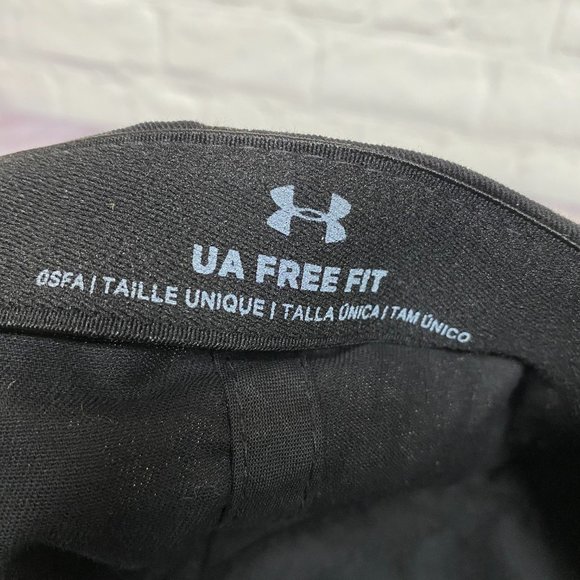 UA FREE FIT
OSFA | TAILLE UNIQUE | TALLA ÚNICA | TAM ÚNICO